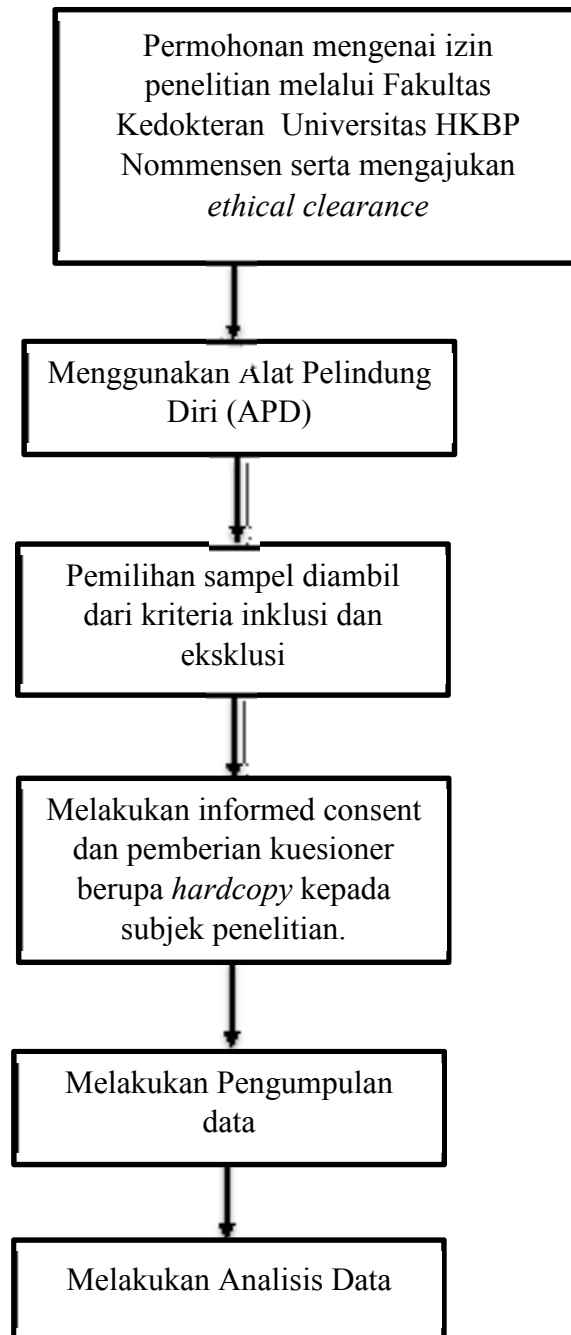 Permohonan mengenai izin
penelitian melalui Fakultas
Kedokteran Universitas HKBP
Nommensen serta mengajukan
ethical clearance
Menggunakan Alat Pelindung
Diri (APD)
Pemilihan sampel diambil
dari kriteria inklusi dan
eksklusi
Melakukan informed consent
dan pemberian kuesioner
berupa hardcopy kepada
subjek penelitian.
Melakukan Pengumpulan
data
Melakukan Analisis Data